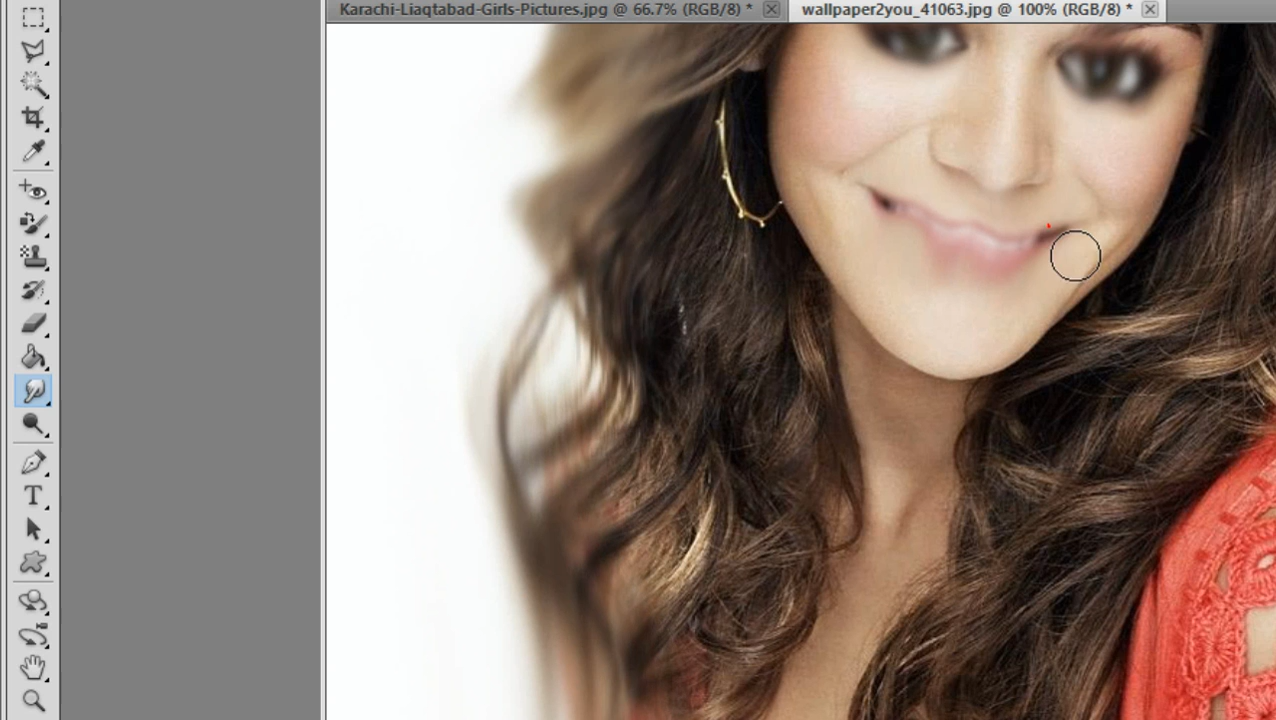 Karachi-Liaqtabad-Girls-Pictures.jpg @ 66.7% (RGB/8) *
wallpaper2you_41063.jpg @ 100% (RGB/8) *
T